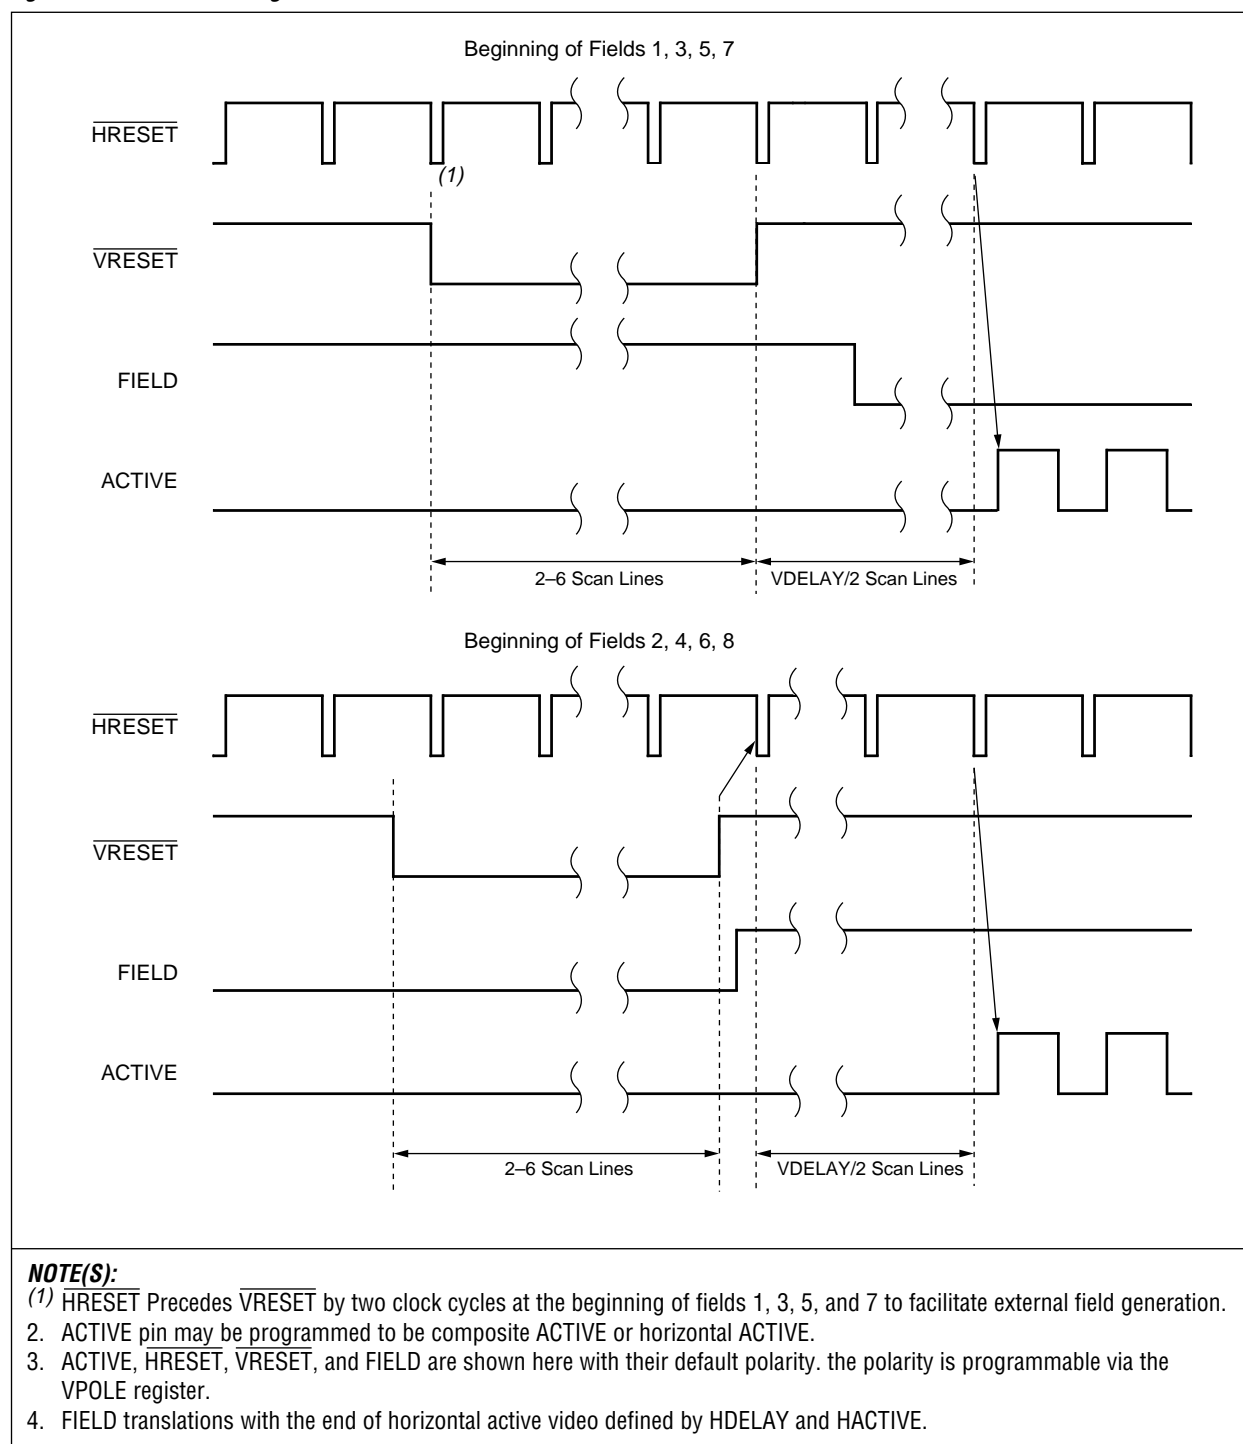 Beginning of Fields 1, 3, 5, 7
HRESET
(1)
VRESET
FIELD
ACTIVE
2–6 Scan Lines
VDELAY/2 Scan Lines
Beginning of Fields 2, 4, 6, 8
HRESET
VRESET
FIELD
ACTIVE
2–6 Scan Lines
VDELAY/2 Scan Lines
NOTE(S):
(1) HRESET Precedes VRESET by two clock cycles at the beginning of fields 1, 3, 5, and 7 to facilitate external field generation.
2. ACTIVE pin may be programmed to be composite ACTIVE or horizontal ACTIVE.
3. ACTIVE, HRESET, VRESET, and FIELD are shown here with their default polarity. the polarity is programmable via the
VPOLE register.
4. FIELD translations with the end of horizontal active video defined by HDELAY and HACTIVE.